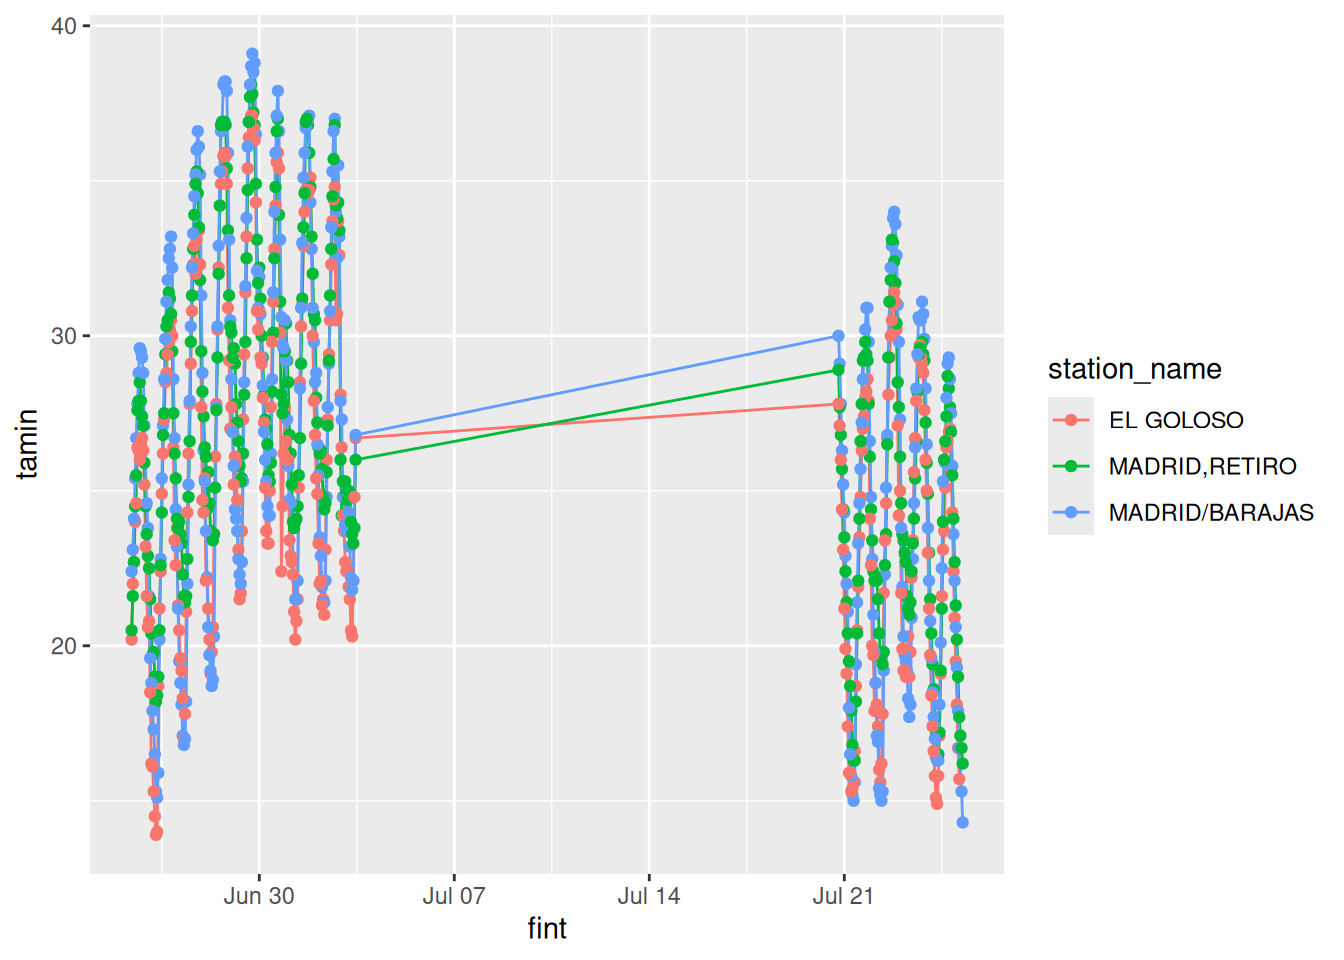 40
30
20
tamin
Jun 30
Jul 07
Jul 14
Jul 21
fint
station_name
EL GOLOSO
MADRID,RETIRO
MADRID/BARAJAS